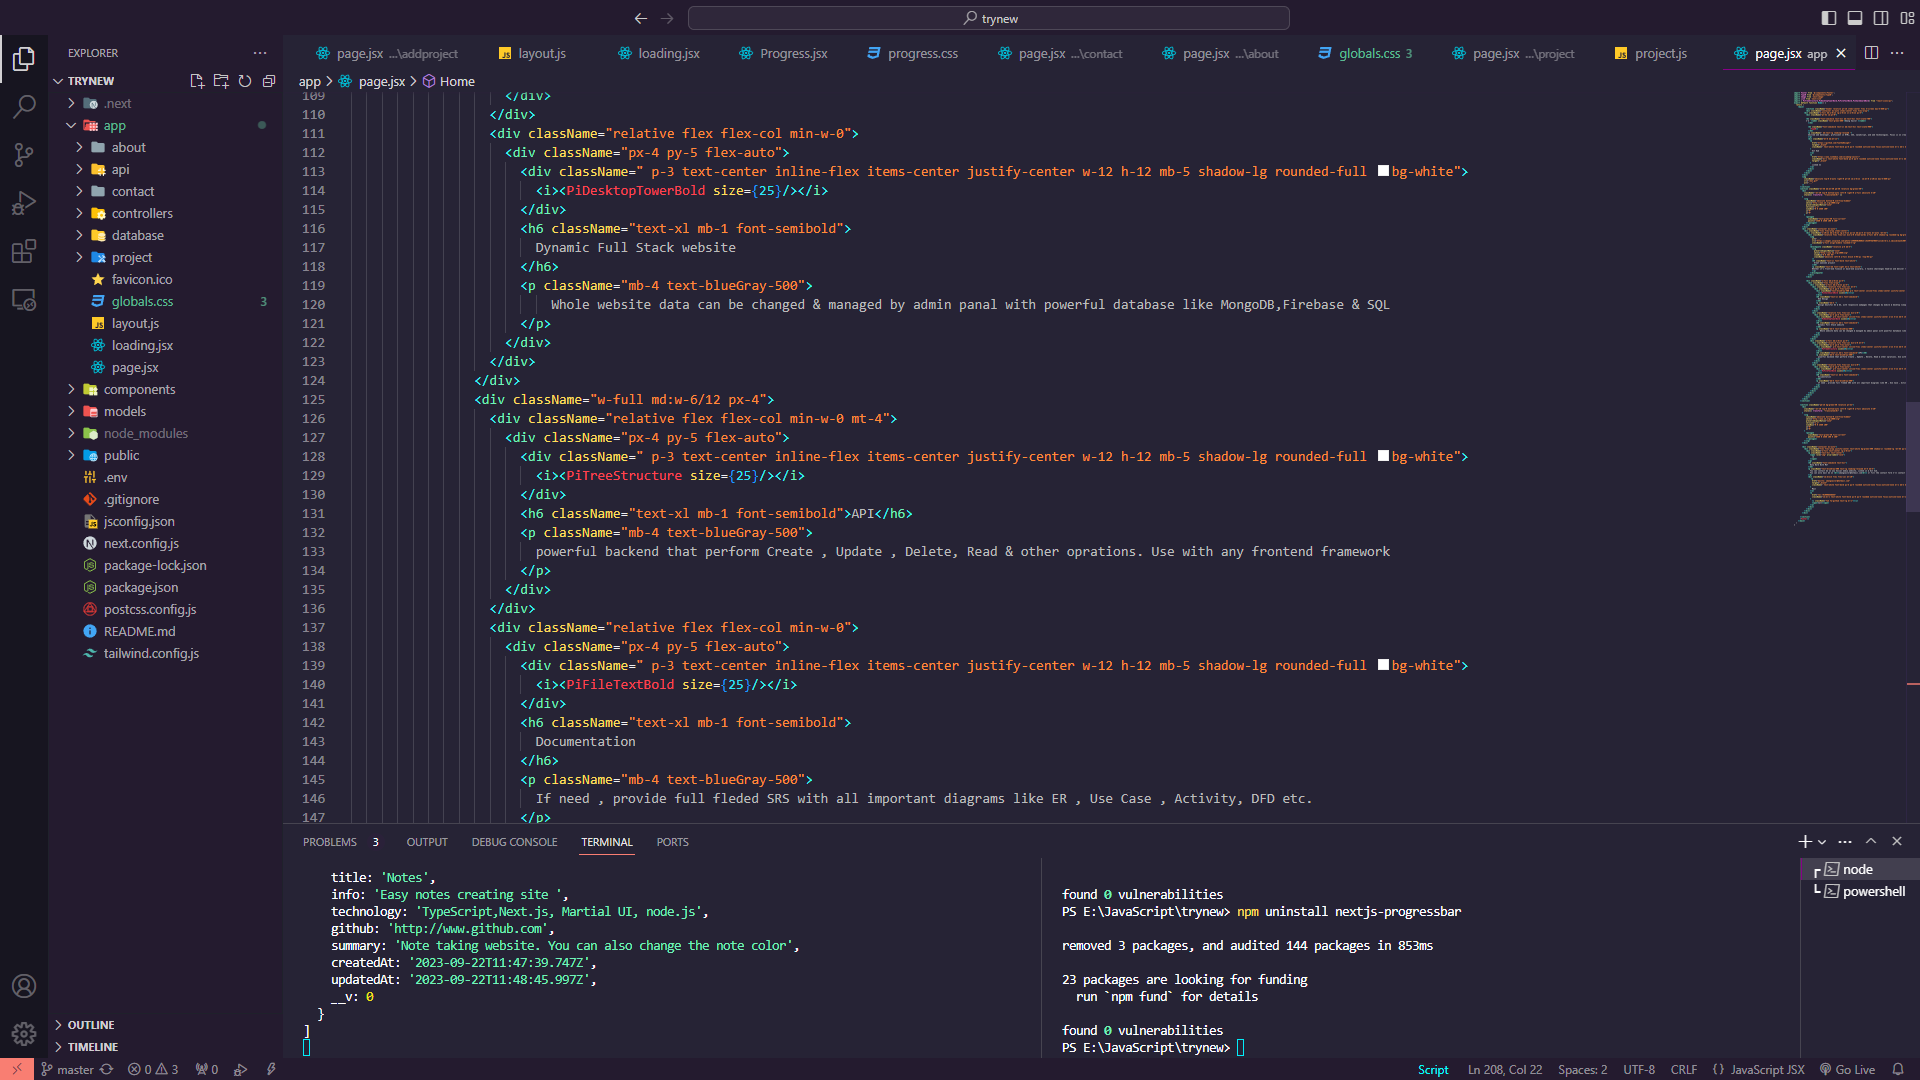 trynew
EXPLORER
TRYNEW
.next
app
about
api
contact
controllers
database
project
favicon.ico
globals.css 3
layout.js
loading.jsx
page.jsx
components
models
node_modules
public
.env
.gitignore
jsconfig.json
next.config.js
package-lock.json
package.json
postcss.config.js
README.md
tailwind.config.js
OUTLINE
TIMELINE
page.jsx ...\addproject
layout.js
loading.jsx
Progress.jsx
progress.css
page.jsx ...\contact
page.jsx ...\about
globals.css 3
page.jsx ...\project
project.js
page.jsx app
app > page.jsx > Home
109 </div>
110 </div>
111 <div className="relative flex flex-col min-w-0">
112 <div className="px-4 py-5 flex-auto">
113 <div className=" p-3 text-center inline-flex items-center justify-center w-12 h-12 mb-5 shadow-lg rounded-full bg-white">
114 <i><PiDesktopTowerBold size={25}/></i>
115 </div>
116 <h6 className="text-xl mb-1 font-semibold">
117 Dynamic Full Stack website
118 </h6>
119 <p className="mb-4 text-blueGray-500">
120 Whole website data can be changed & managed by admin panal with powerful database like MongoDB,Firebase & SQL
121 </p>
122 </div>
123 </div>
124 </div>
125 <div className="w-full md:w-6/12 px-4">
126 <div className="relative flex flex-col min-w-0 mt-4">
127 <div className="px-4 py-5 flex-auto">
128 <div className=" p-3 text-center inline-flex items-center justify-center w-12 h-12 mb-5 shadow-lg rounded-full bg-white">
129 <i><PiTreeStructure size={25}/></i>
130 </div>
131 <h6 className="text-xl mb-1 font-semibold">API</h6>
132 <p className="mb-4 text-blueGray-500">
133 powerful backend that perform Create , Update , Delete, Read & other oprations. Use with any frontend framework
134 </p>
135 </div>
136 </div>
137 <div className="relative flex flex-col min-w-0">
138 <div className="px-4 py-5 flex-auto">
139 <div className=" p-3 text-center inline-flex items-center justify-center w-12 h-12 mb-5 shadow-lg rounded-full bg-white">
140 <i><PiFileTextBold size={25}/></i>
141 </div>
142 <h6 className="text-xl mb-1 font-semibold">
143 Documentation
144 </h6>
145 <p className="mb-4 text-blueGray-500">
146 If need , provide full fleded SRS with all important diagrams like ER , Use Case , Activity, DFD etc.
147 </p>
PROBLEMS 3 OUTPUT DEBUG CONSOLE TERMINAL PORTS
title: 'Notes',
info: 'Easy notes creating site ',
technology: 'TypeScript,Next.js, Martial UI, node.js',
github: 'http://www.github.com',
summary: 'Note taking website. You can also change the note color',
createdAt: '2023-09-22T11:47:39.747Z',
updatedAt: '2023-09-22T11:48:45.997Z',
__v: 0
}
]
found 0 vulnerabilities
PS E:\JavaScript\trynew> npm uninstall nextjs-progressbar
removed 3 packages, and audited 144 packages in 853ms
23 packages are looking for funding
run `npm fund` for details
found 0 vulnerabilities
PS E:\JavaScript\trynew>
node
powershell
master 0 3 0
Script Ln 208, Col 22 Spaces: 2 UTF-8 CRLF { } JavaScript JSX Go Live